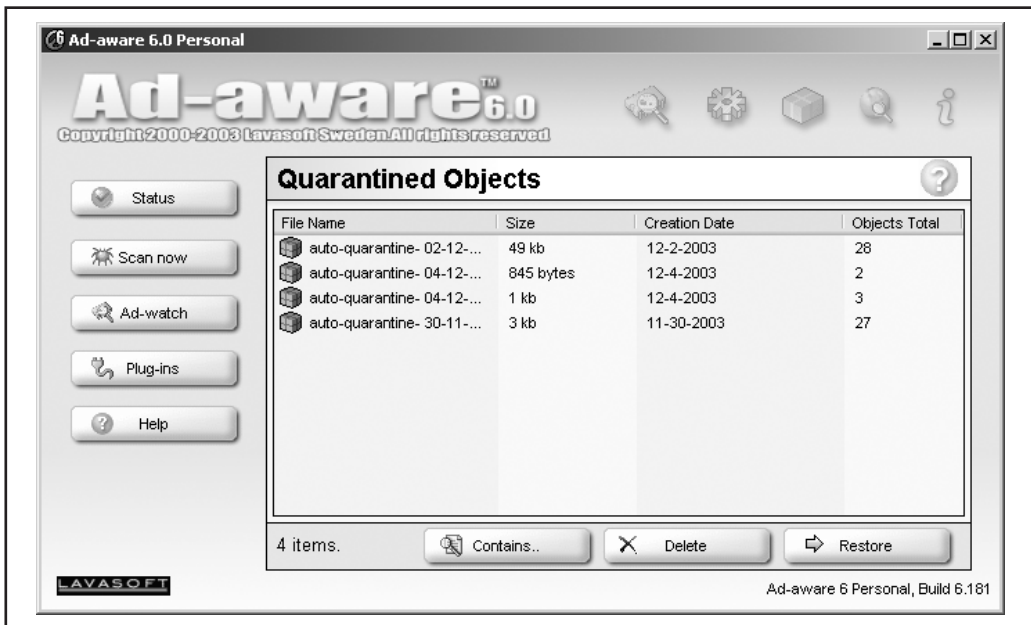 Ad-aware 6.0 Personal
Ad-aware™ 6.0
Copyright 2000-2003 Lavasoft Sweden. All rights reserved
Status
Scan now
Ad-watch
Plug-ins
Help
Quarantined Objects
File Name Size Creation Date Objects Total
auto-quarantine- 02-12-... 49 kb 12-2-2003 28
auto-quarantine- 04-12-... 845 bytes 12-4-2003 2
auto-quarantine- 04-12-... 1 kb 12-4-2003 3
auto-quarantine- 30-11-... 3 kb 11-30-2003 27
4 items. Contains.. Delete Restore
LAVASOFT
Ad-aware 6 Personal, Build 6.181